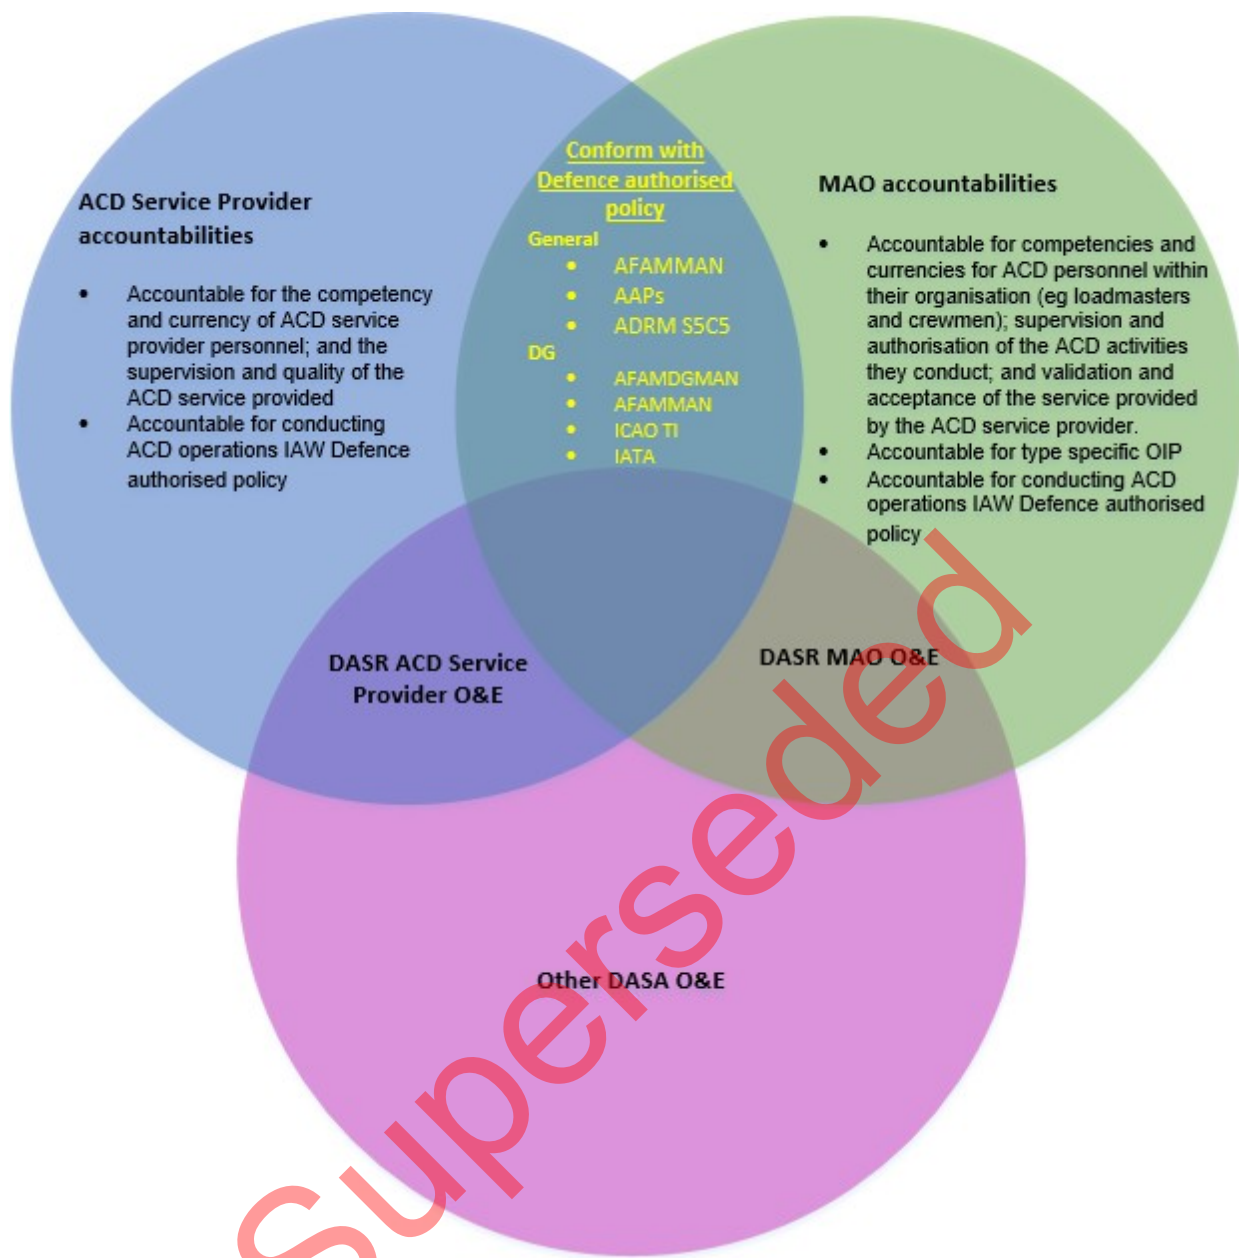 ACD Service Provider
accountabilities
• Accountable for the competency
and currency of ACD service
provider personnel; and the
supervision and quality of the
ACD service provided
• Accountable for conducting
ACD operations IAW Defence
authorised policy
Conform with
Defence authorised
policy
General
• AFAMMAN
• AAPs
• ADRM S5C5
DG
• AFAMDGMAN
• AFAMMAN
• ICAO TI
• IATA
MAO accountabilities
• Accountable for competencies and
currencies for ACD personnel within
their organisation (eg loadmasters
and crewmen); supervision and
authorisation of the ACD activities
they conduct; and validation and
acceptance of the service provided
by the ACD service provider.
• Accountable for type specific OIP
• Accountable for conducting ACD
operations IAW Defence authorised
policy
DASR ACD Service
Provider O&E
DASR MAO O&E
Other DASA O&E
Superseded